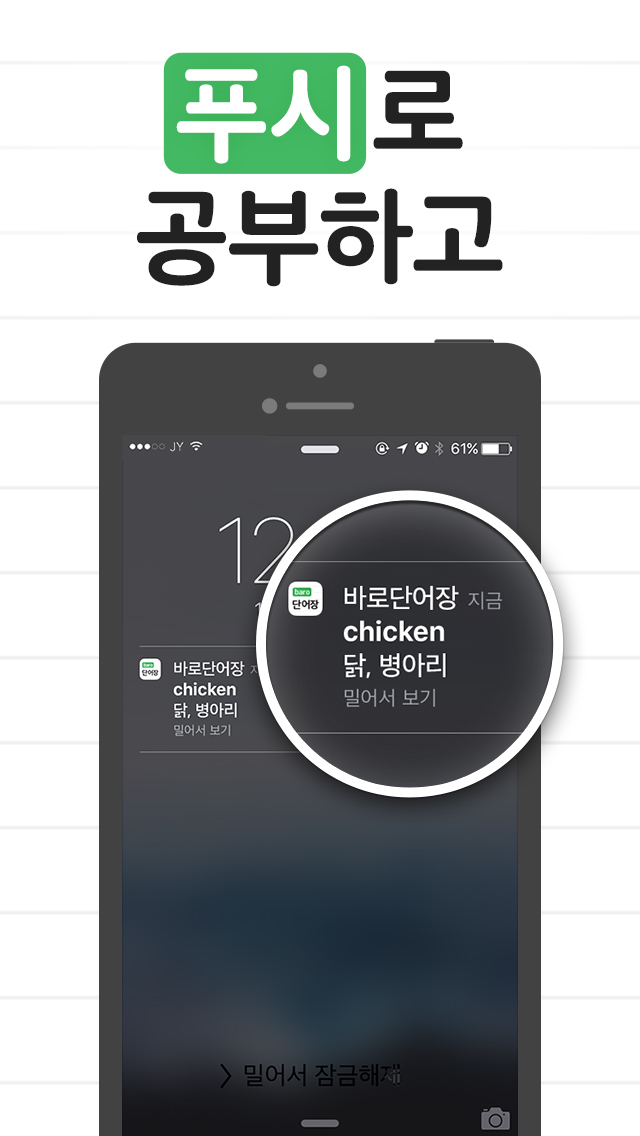 푸시로
공부하고
JY
61%
12
baro
단어장
바로단어장 지금
chicken
닭, 병아리
밀어서 보기
baro
단어장
바로단어장
chicken
닭, 병아리
밀어서 보기
> 밀어서 잠금해제